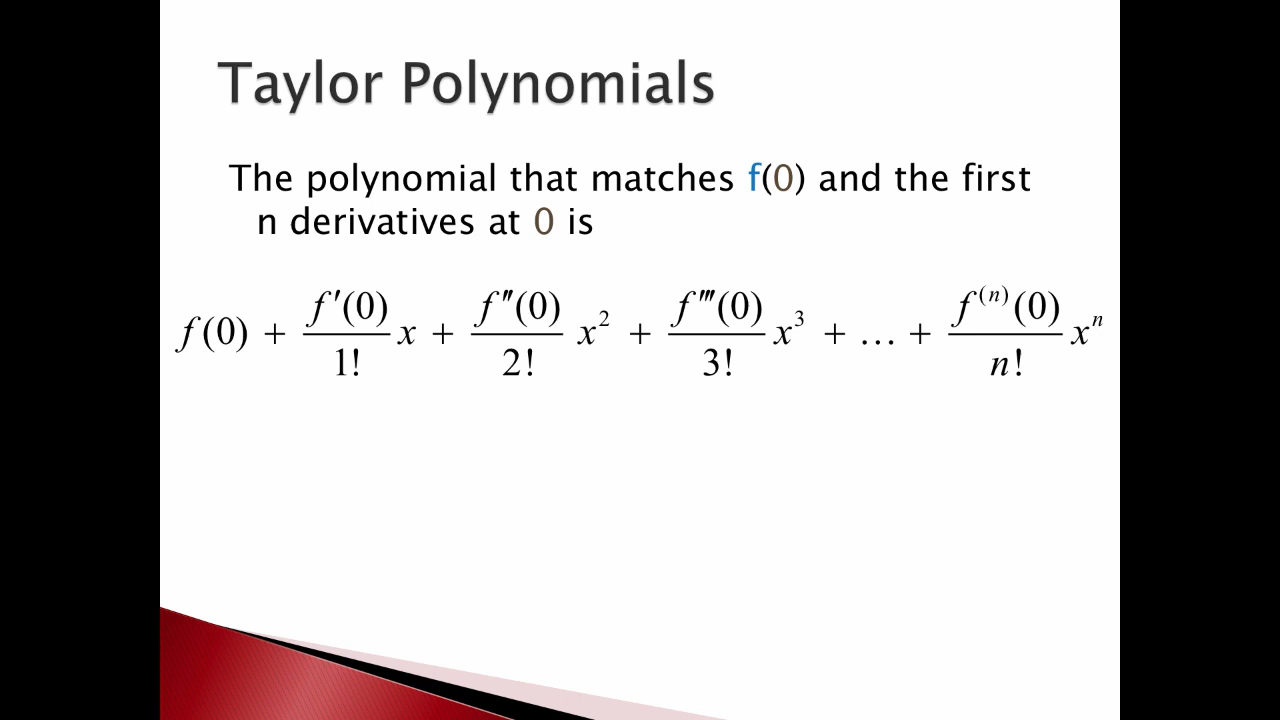 Taylor Polynomials
The polynomial that matches f(0) and the first
n derivatives at 0 is
f(0) + f′(0)/1! x + f″(0)/2! x² + f‴(0)/3! x³ + … + f⁽ⁿ⁾(0)/n! xⁿ